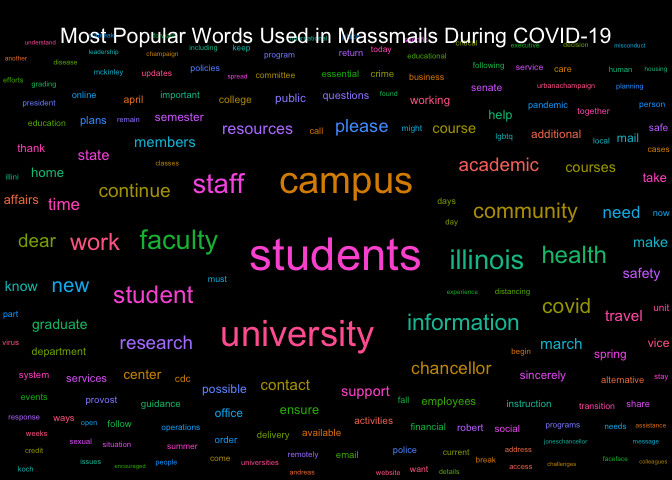 Most Popular Words Used In Massmails During COVID-19
understand
leadership champaign including keep return today educational executive decision misconduct
another disease program following service care human housing
mckinley updates policies spread committee essential crime business
efforts grading urbanachampaign planning
online april important college public questions found working senate
president pandemic together person
education plans remain semester resources call please might course help additional mail safe
lgbtq local
thank state members cases
classes academic courses
illini home staff campus take
continue
affairs time days community need now
day
dear work faculty make
students illinois health
know new must safety
student experience distancing
part covid unit
graduate university information travel
virus research march vice
department begin spring
chancellor
system services center cdc sincerely alternative stay
possible contact support
events provost guidance ensure fall employees instruction transition share
response ways open follow office activities
weeks operations financial robert social programs needs assistance
sexual situation order delivery available joneschancellor message
credit summer remotely email police current address
koch issues encouraged people come universities want break access challenges faceface colleagues
andreas website details